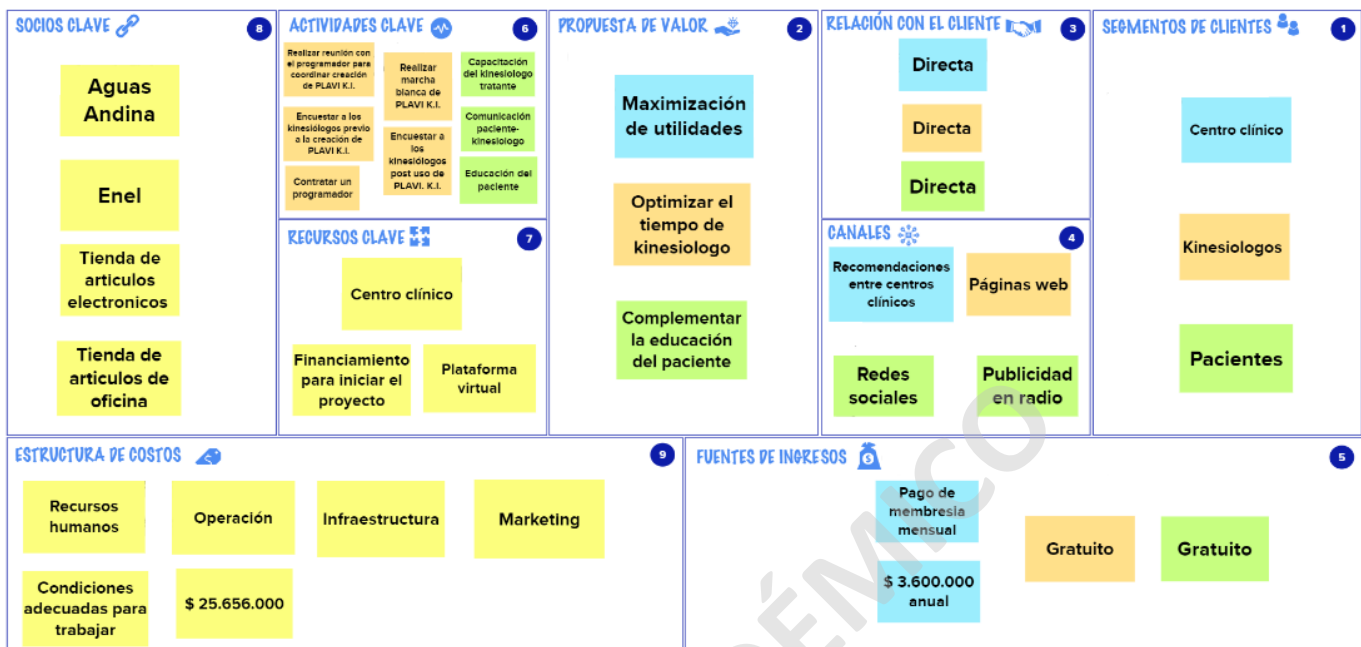 SOCIOS CLAVE
8
Aguas
Andina
Enel
Tienda de
articulos
electronicos
Tienda de
articulos de
oficina
ACTIVIDADES CLAVE
6
Realizar reunión con
el programador para
coordinar creación
de PLAVI K.I.
Encuestar a los
kinesiólogos previo
a la creación de
PLAVI K.I.
Contratar un
programador
Realizar
marcha
blanca de
PLAVI K.I.
Encuestar a
los
kinesiólogos
post uso de
PLAVI. K.I.
Capacitación
del kinesiologo
tratante
Comunicación
paciente-
kinesiologo
Educación del
paciente
RECURSOS CLAVE
7
Centro clínico
Financiamiento
para iniciar el
proyecto
Plataforma
virtual
PROPUESTA DE VALOR
2
Maximización
de utilidades
Optimizar el
tiempo de
kinesiologo
Complementar
la educación
del paciente
RELACIÓN CON EL CLIENTE
3
Directa
Directa
Directa
CANALES
4
Recomendaciones
entre centros
clínicos
Páginas web
Redes
sociales
Publicidad
en radio
SEGMENTOS DE CLIENTES
1
Centro clínico
Kinesiologos
Pacientes
ESTRUCTURA DE COSTOS
9
Recursos
humanos
Operación
Infraestructura
Marketing
Condiciones
adecuadas para
trabajar
$ 25.656.000
FUENTES DE INGRESOS
5
Pago de
membresia
mensual
$ 3.600.000
anual
Gratuito
Gratuito
DÉMICO